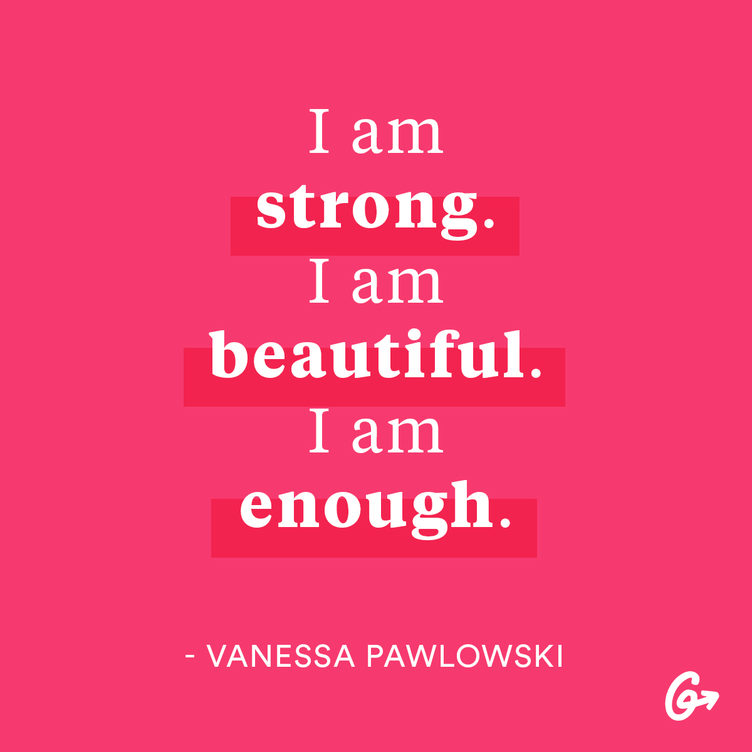 I am
strong.
I am
beautiful.
I am
enough.
- VANESSA PAWLOWSKI